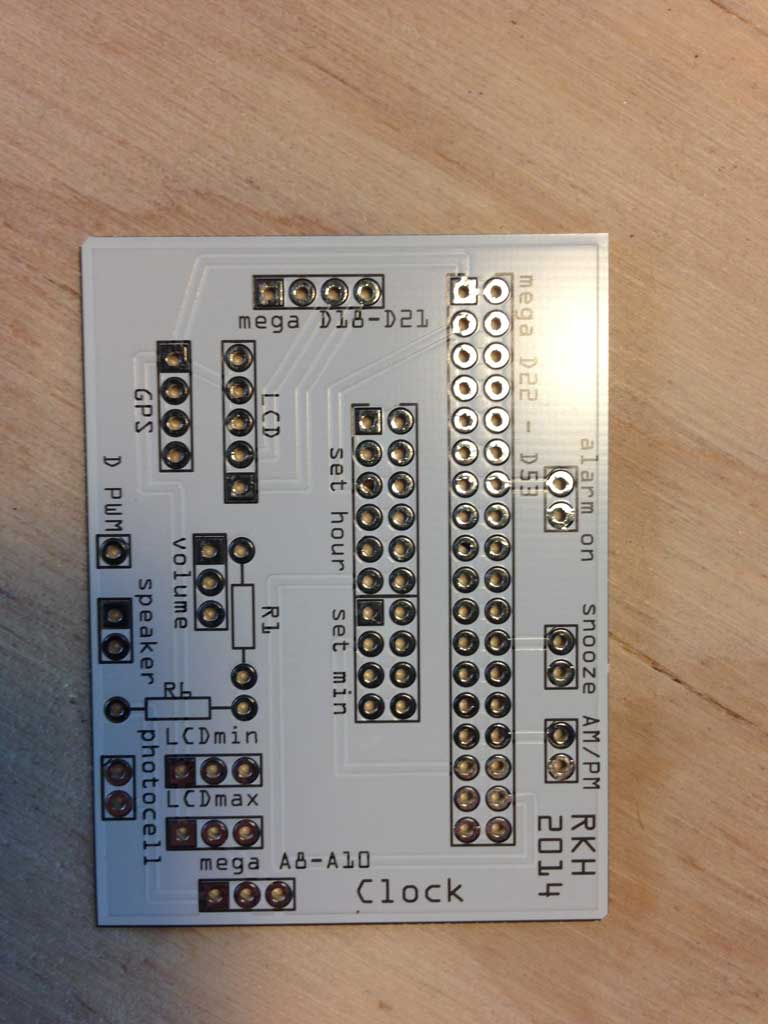 mega D18-D21
mega D22 - D53
GPS
LCD
alarm on
set hour
D PWM
volume
R1
speaker
set min
snooze
R6
LCDmin
AM/PM
photocell
LCDmax
mega A8-A10
Clock
RKH
2014